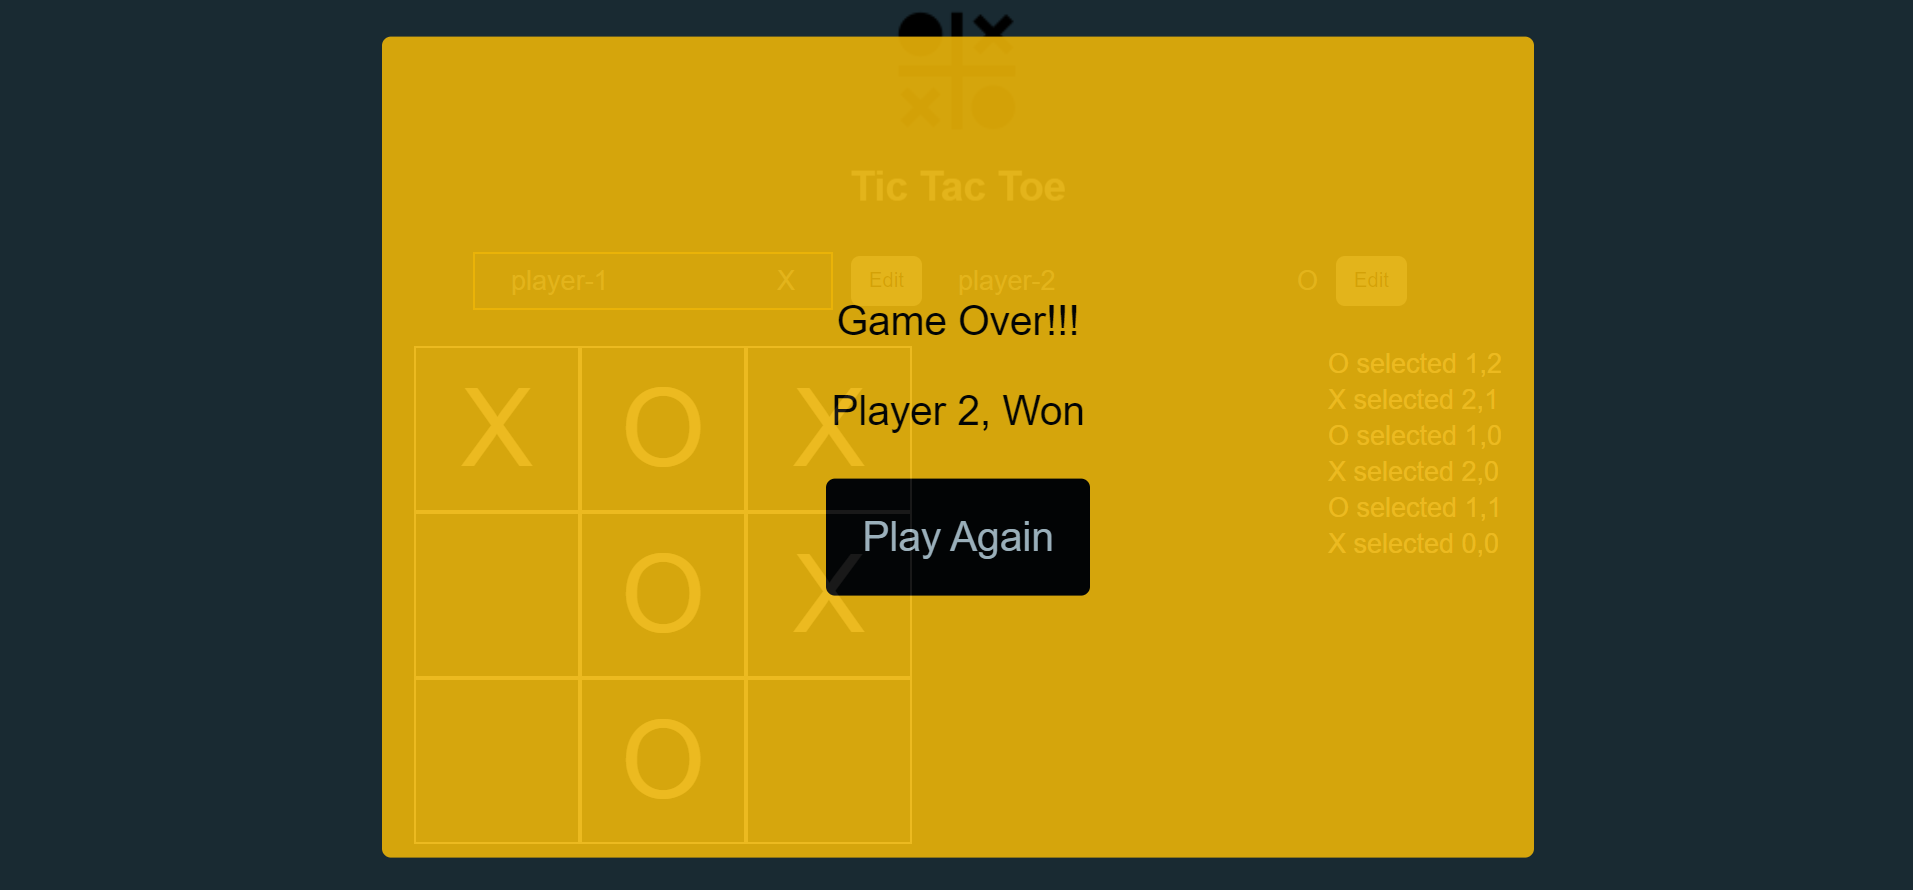 Tic Tac Toe
player-1 X Edit player-2 O Edit
Game Over!!!
Player 2, Won
Play Again
X O X
O X
O
O selected 1,2
X selected 2,1
O selected 1,0
X selected 2,0
O selected 1,1
X selected 0,0